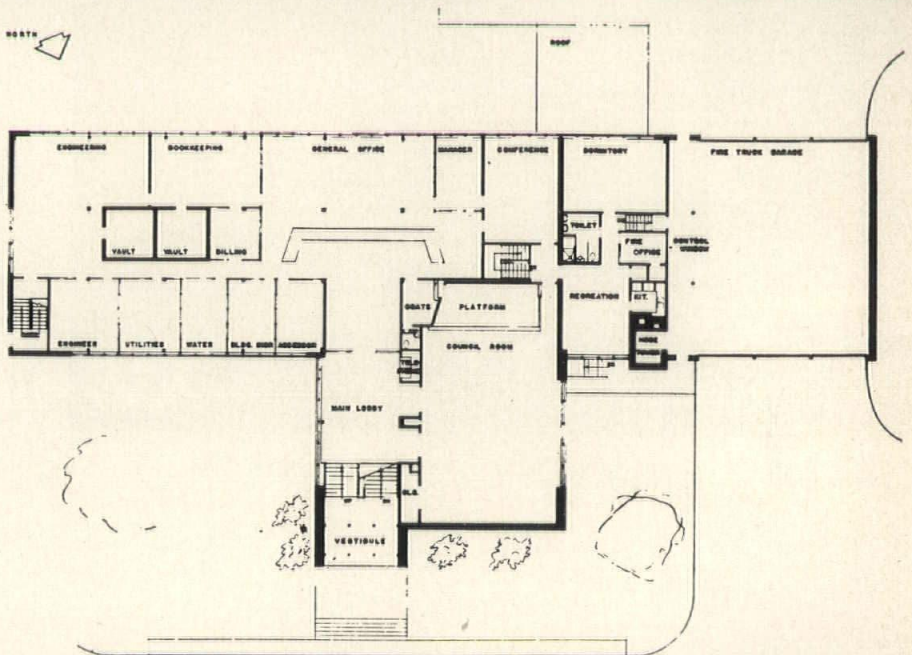 NORTH
ROOF
ENGINEERING
BOOKKEEPING
GENERAL OFFICE
MANAGER
CONFERENCE
DORMITORY
FIRE TRUCK GARAGE
TOILET
VAULT
VAULT
BILLING
FIRE
OFFICE
CONTROL
WINDOW
RECREATION
KIT.
COATS
PLATFORM
HOSE
TOWER
ENGINEER
UTILITIES
WATER
BLDG. INSP.
ASSESSOR
COUNCIL ROOM
MAIN LOBBY
CLO.
VESTIBULE